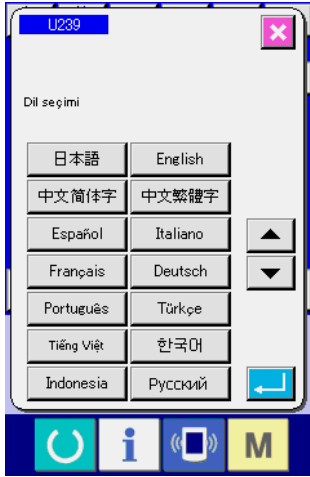 U239
Dil seçimi
日本語 English
中文简体字 中文繁體字
Español Italiano
Français Deutsch
Português Türkçe
Tiếng Việt 한국어
Indonesia Русский
i M